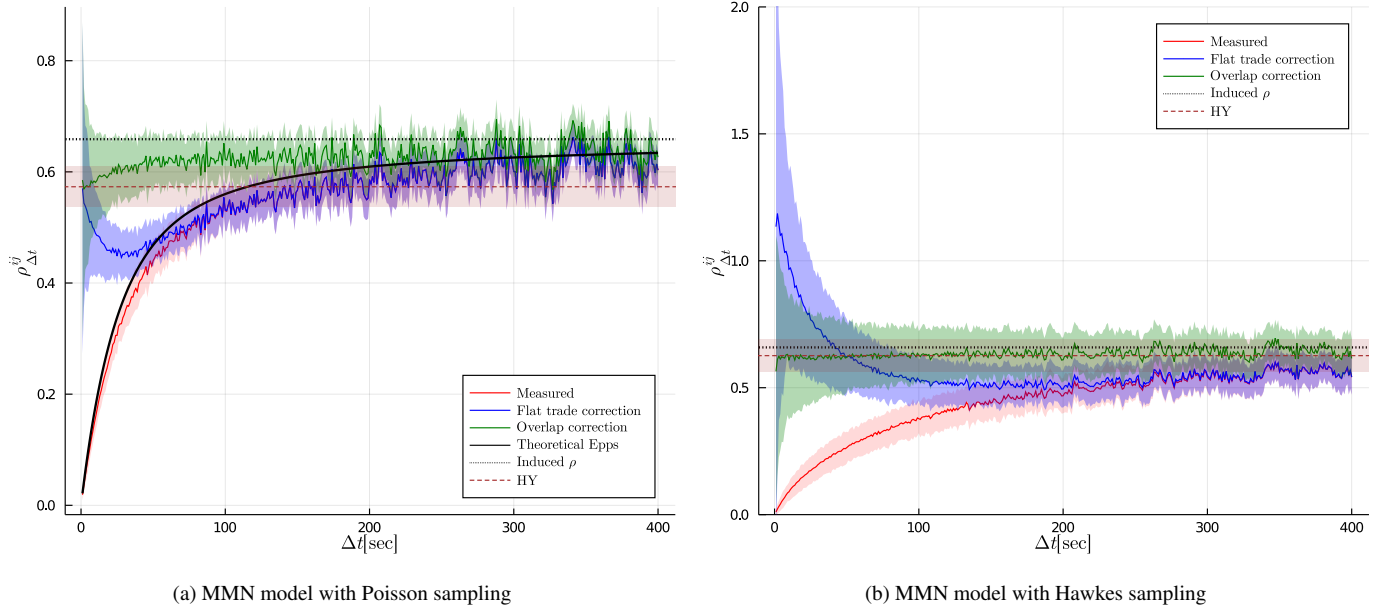 0.8
0.6
0.4
0.2
0.0
ρ^{ij}_{Δt}
Measured
Flat trade correction
Overlap correction
Theoretical Epps
Induced ρ
HY
0 100 200 300 400
Δt[sec]
(a) MMN model with Poisson sampling
2.0
1.5
1.0
0.5
0.0
ρ^{ij}_{Δt}
Measured
Flat trade correction
Overlap correction
Induced ρ
HY
0 100 200 300 400
Δt[sec]
(b) MMN model with Hawkes sampling